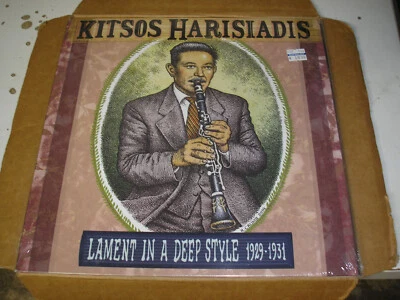 KITSOS HARISIADIS
LAMENT IN A DEEP STYLE 1929-1931